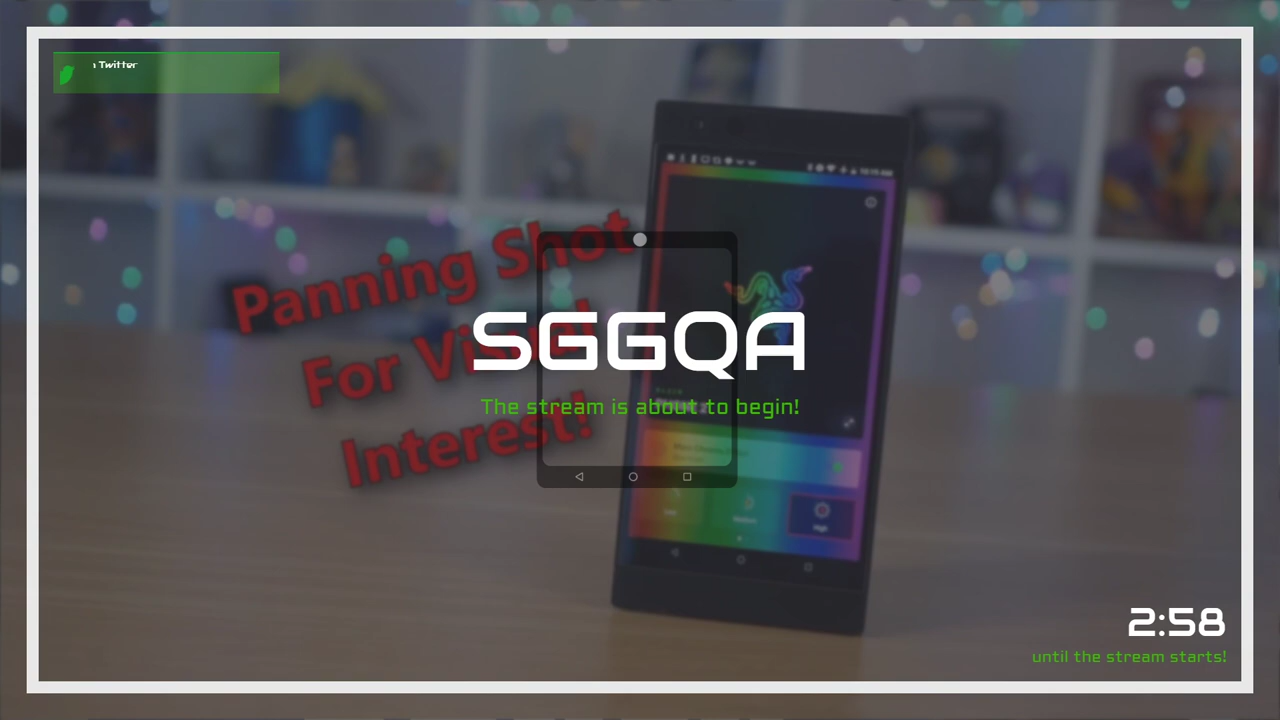 Twitter
Panning Shot
For Visual
Interest!
SGGQA
The stream is about to begin!
2:58
until the stream starts!